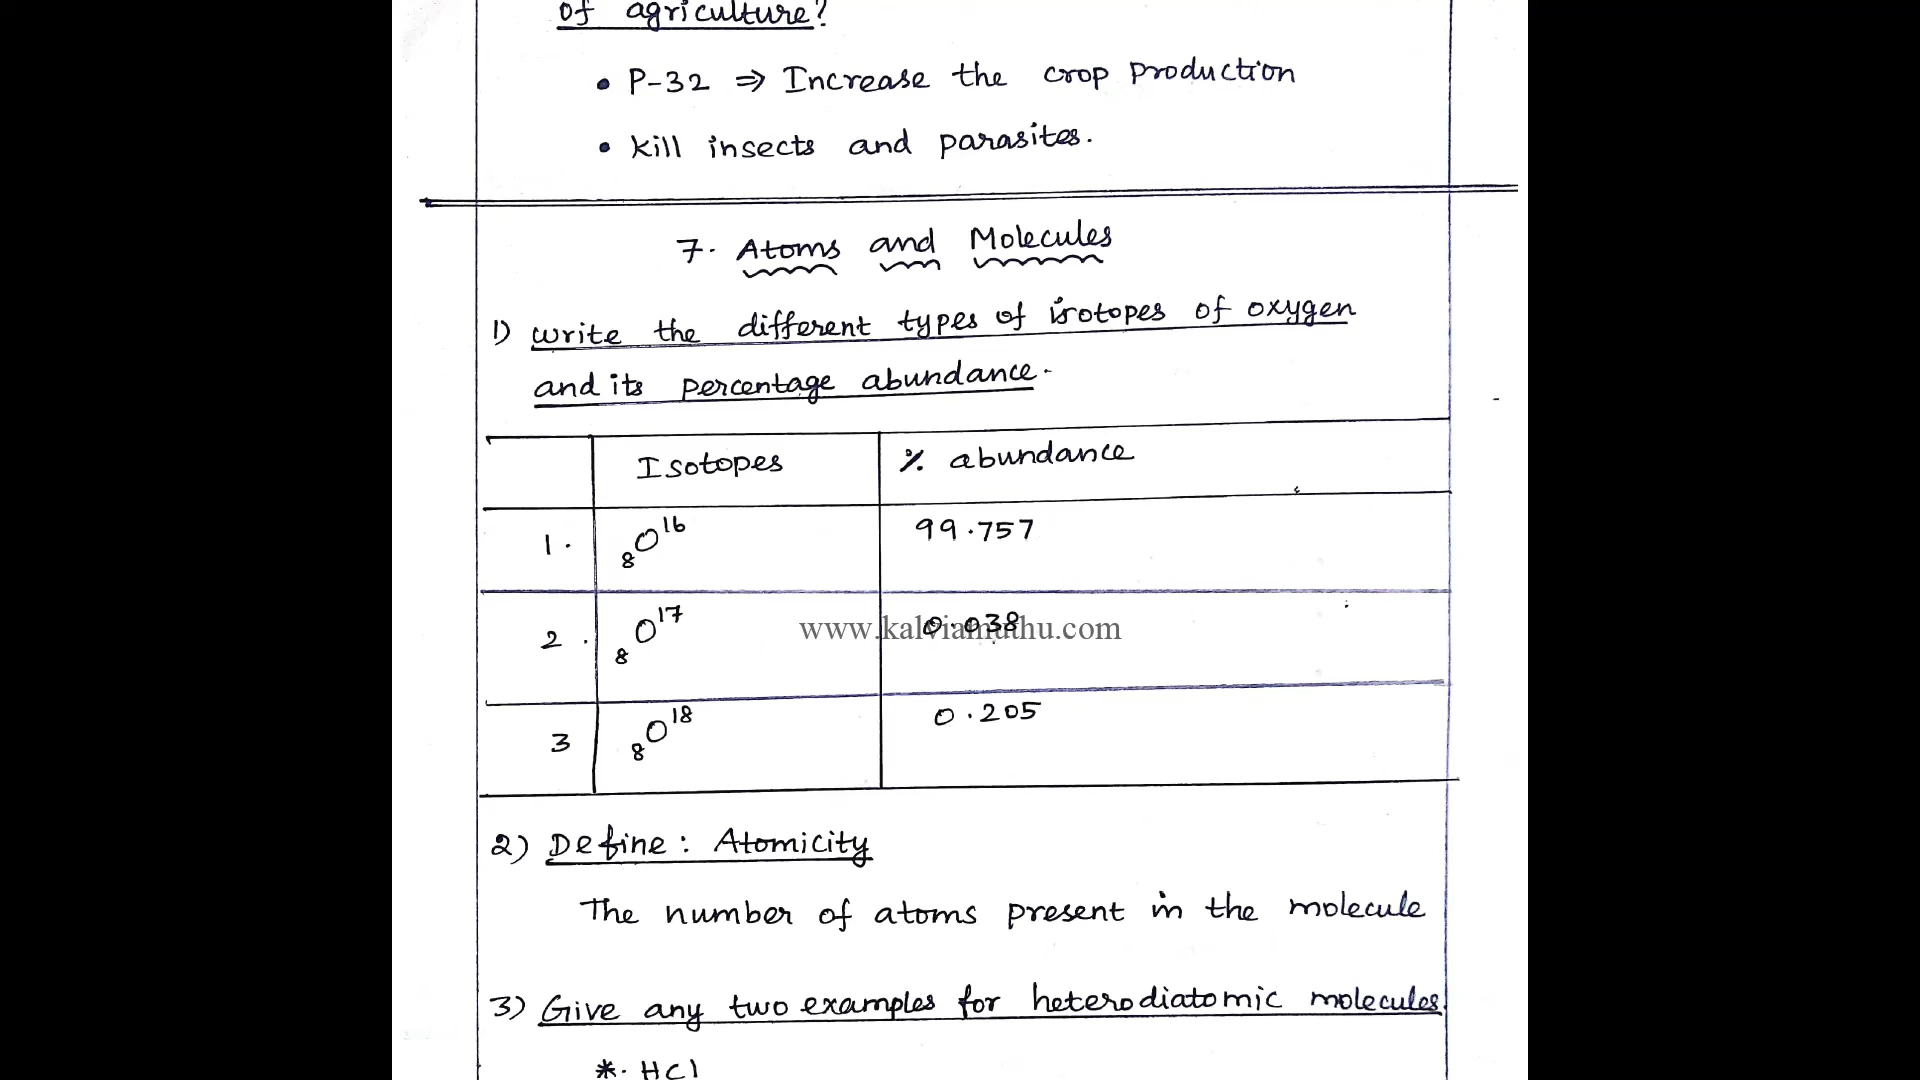 of agriculture?
• P-32 ⇒ Increase the crop production
• kill insects and parasites.
7. Atoms and Molecules
1) Write the different types of isotopes of oxygen
and its percentage abundance.
Isotopes % abundance
1. ₈O¹⁶ 99.757
2. ₈O¹⁷ 0.038
www.kalviamuthu.com
3 ₈O¹⁸ 0.205
2) Define: Atomicity
The number of atoms present in the molecule
3) Give any two examples for heterodiatomic molecules.
*. HCl